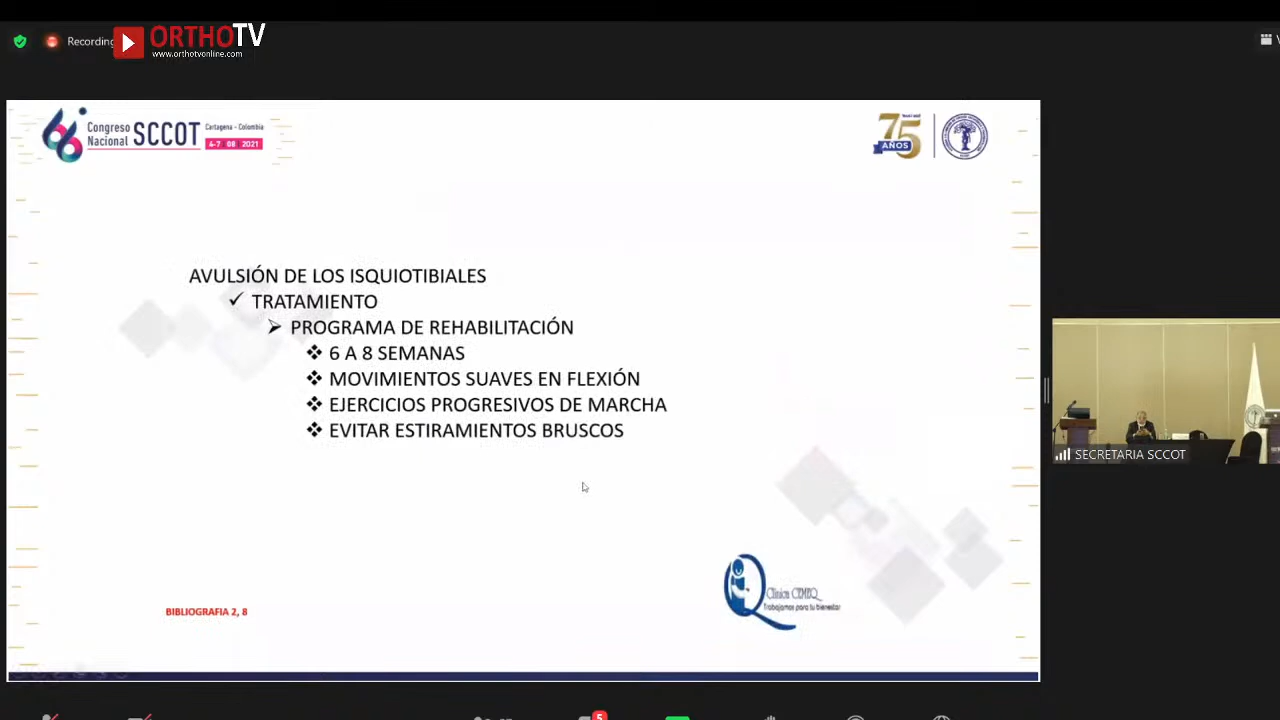 Recording
ORTHOTV
www.orthotvonline.com
Congreso
Nacional SCCOT
Cartagena - Colombia
4-7 08 2021
75
AÑOS
AVULSIÓN DE LOS ISQUIOTIBIALES
TRATAMIENTO
PROGRAMA DE REHABILITACIÓN
6 A 8 SEMANAS
MOVIMIENTOS SUAVES EN FLEXIÓN
EJERCICIOS PROGRESIVOS DE MARCHA
EVITAR ESTIRAMIENTOS BRUSCOS
SECRETARIA SCCOT
Clínica CEMEQ
Trabajamos para tu bienestar
BIBLIOGRAFIA 2, 8
5